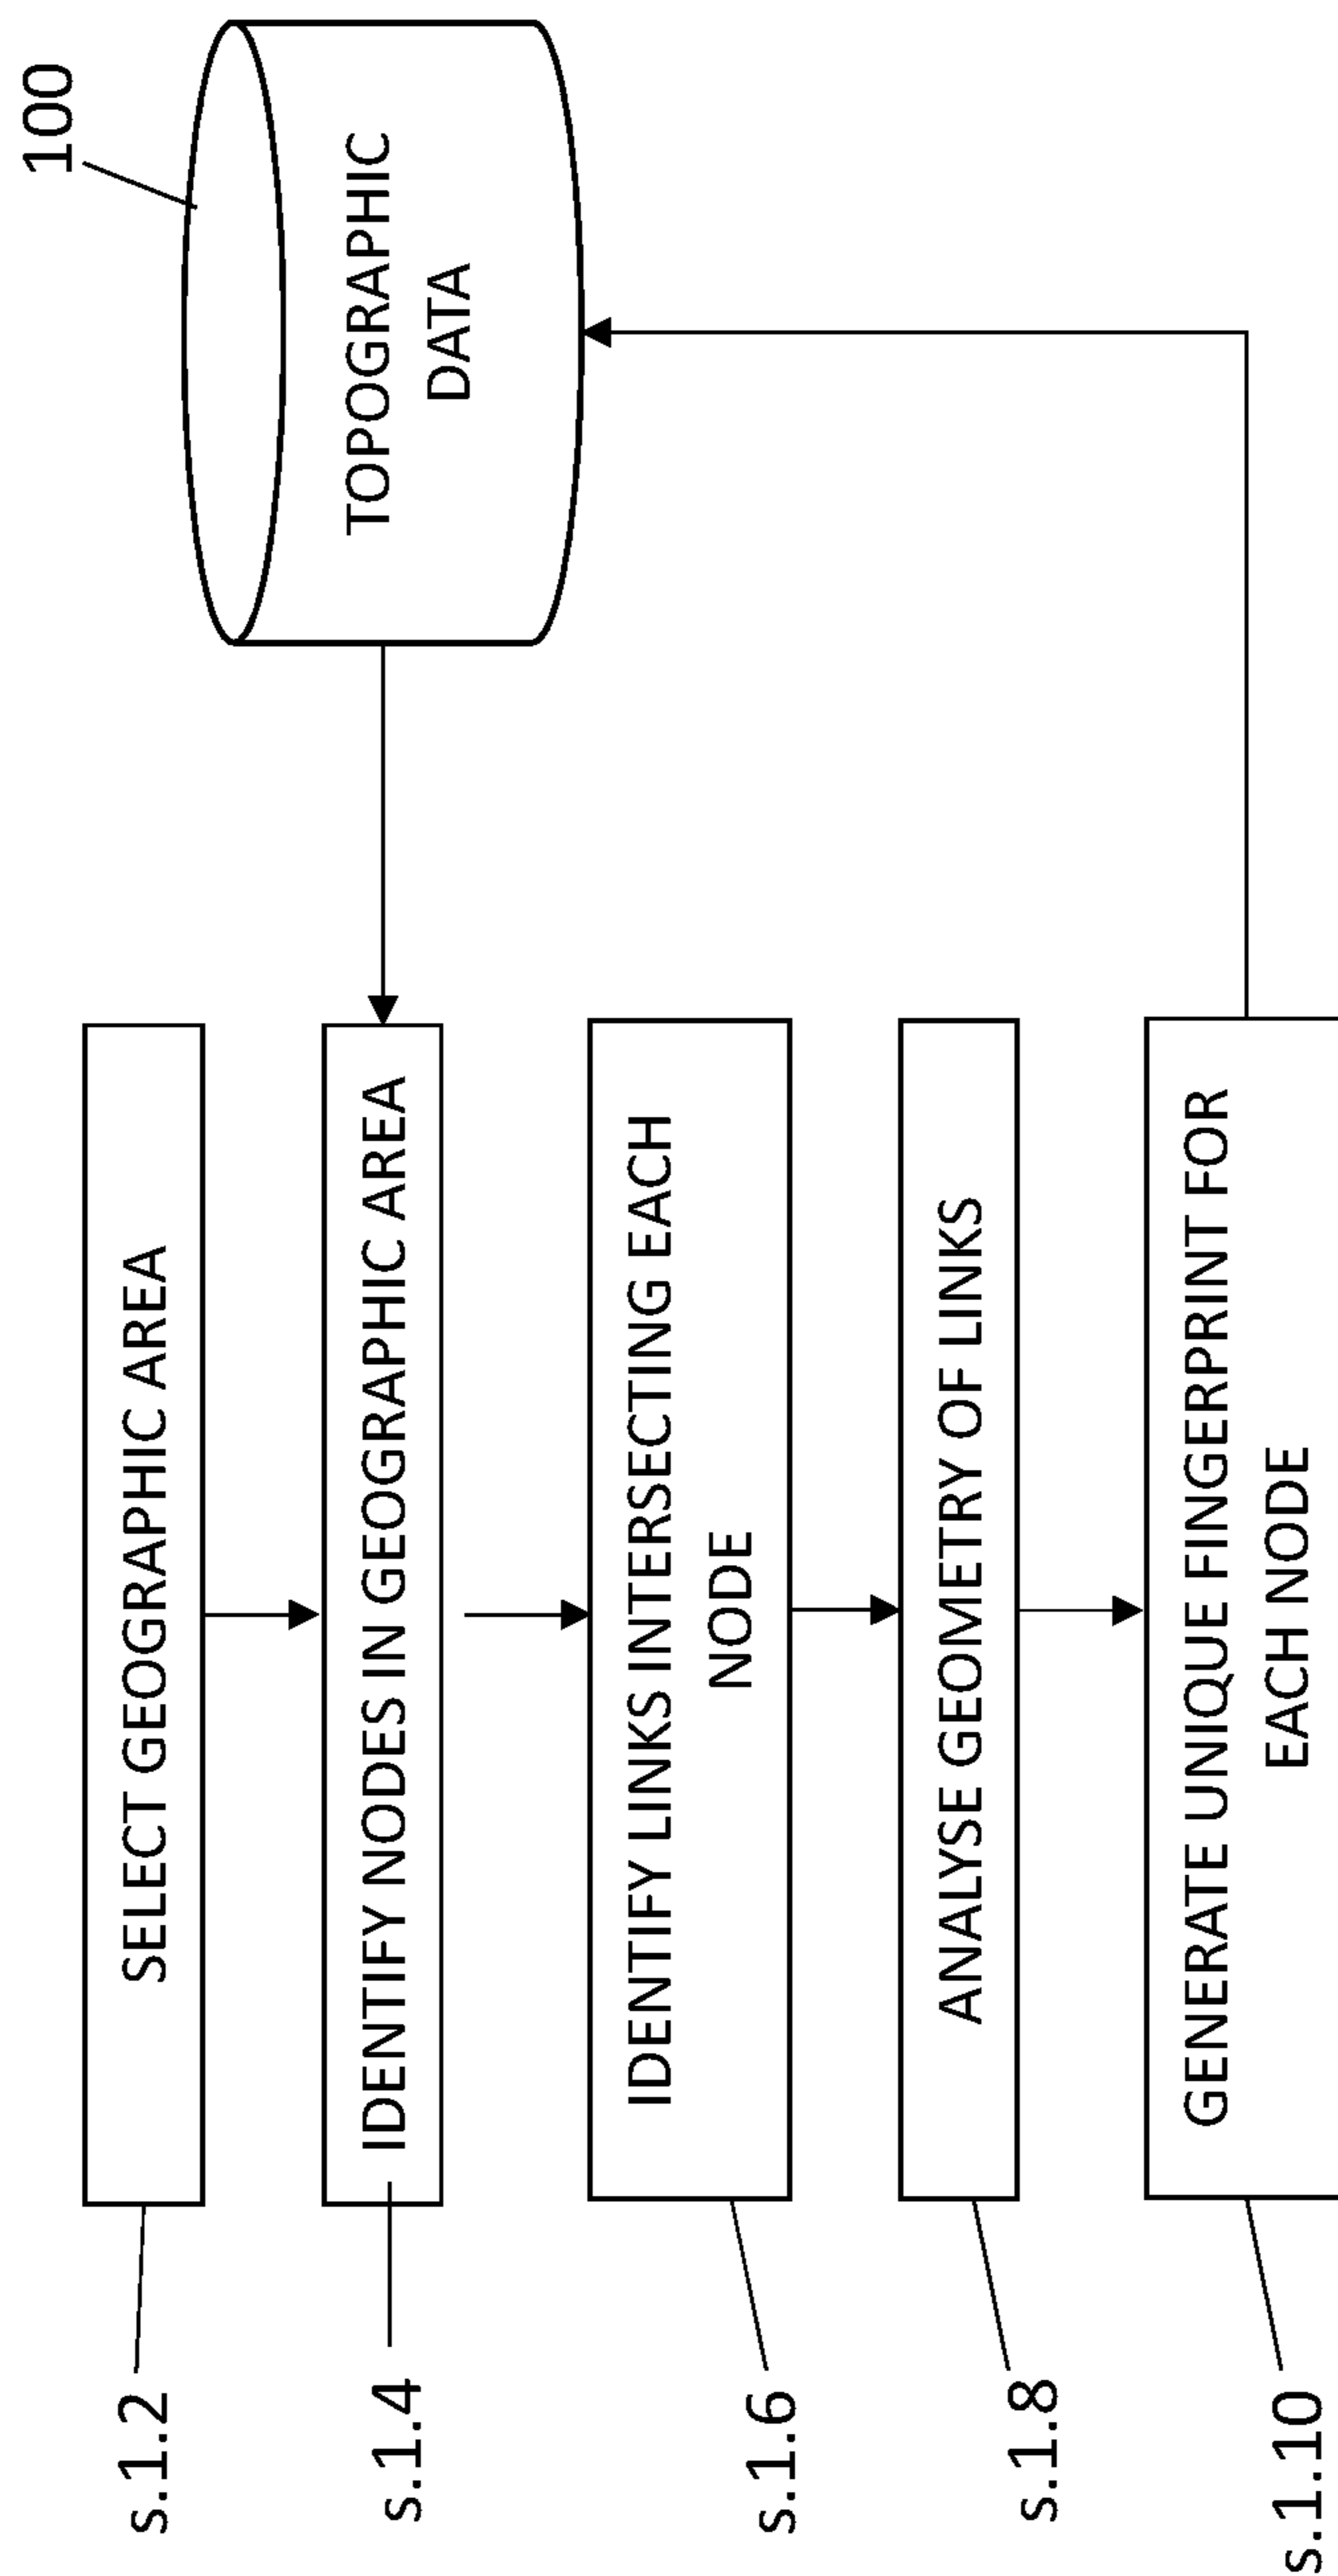 100
TOPOGRAPHIC
DATA
s.1.2
SELECT GEOGRAPHIC AREA
s.1.4
IDENTIFY NODES IN GEOGRAPHIC AREA
s.1.6
IDENTIFY LINKS INTERSECTING EACH
NODE
s.1.8
ANALYSE GEOMETRY OF LINKS
s.1.10
GENERATE UNIQUE FINGERPRINT FOR
EACH NODE